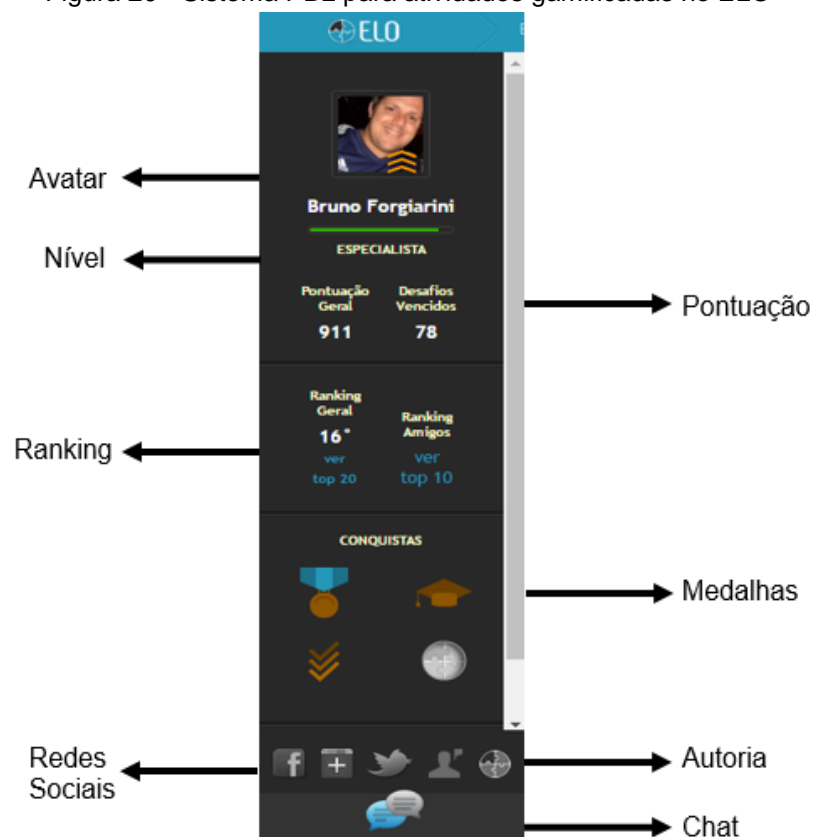 ELO
Avatar
Bruno Forgiarini
Nível
ESPECIALISTA
Pontuação
Geral
911
Desafios
Vencidos
78
Pontuação
Ranking
Geral
16°
ver
top 20
Ranking
Amigos
ver
top 10
Ranking
CONQUISTAS
Medalhas
Redes
Sociais
f
Autoria
Chat